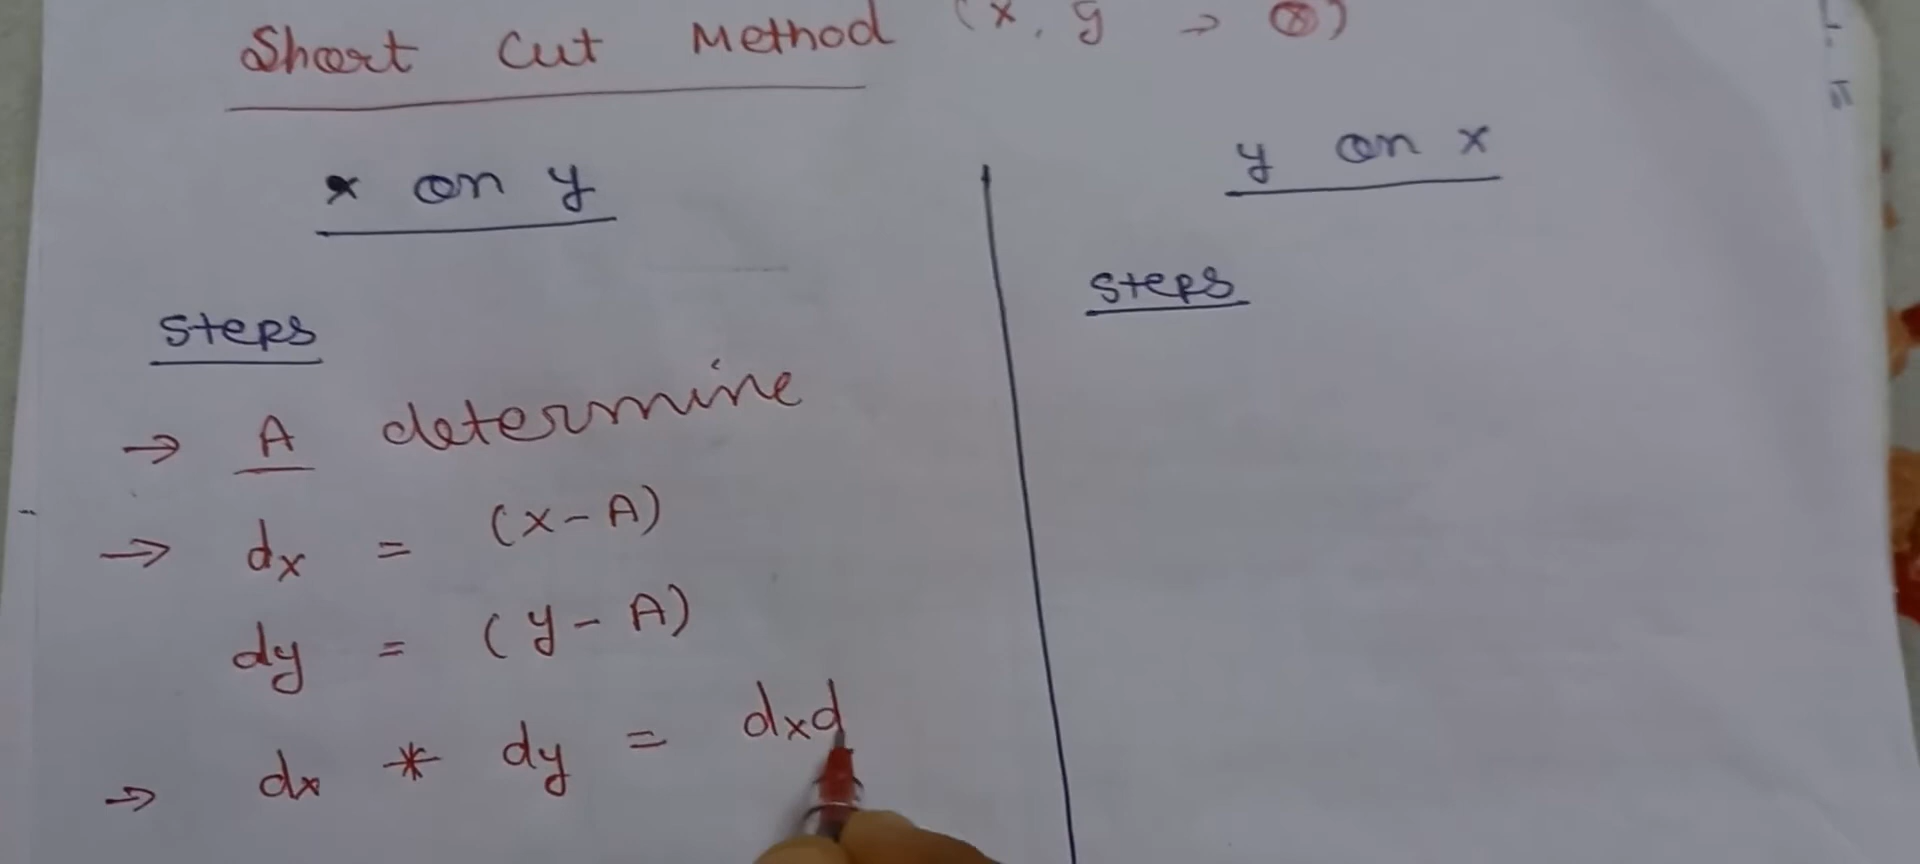 Short Cut Method (x, y → ⊗)
x on y
steps
→ A determine
→ dx = (x - A)
dy = (y - A)
→ dx * dy = dxd
y on x
steps